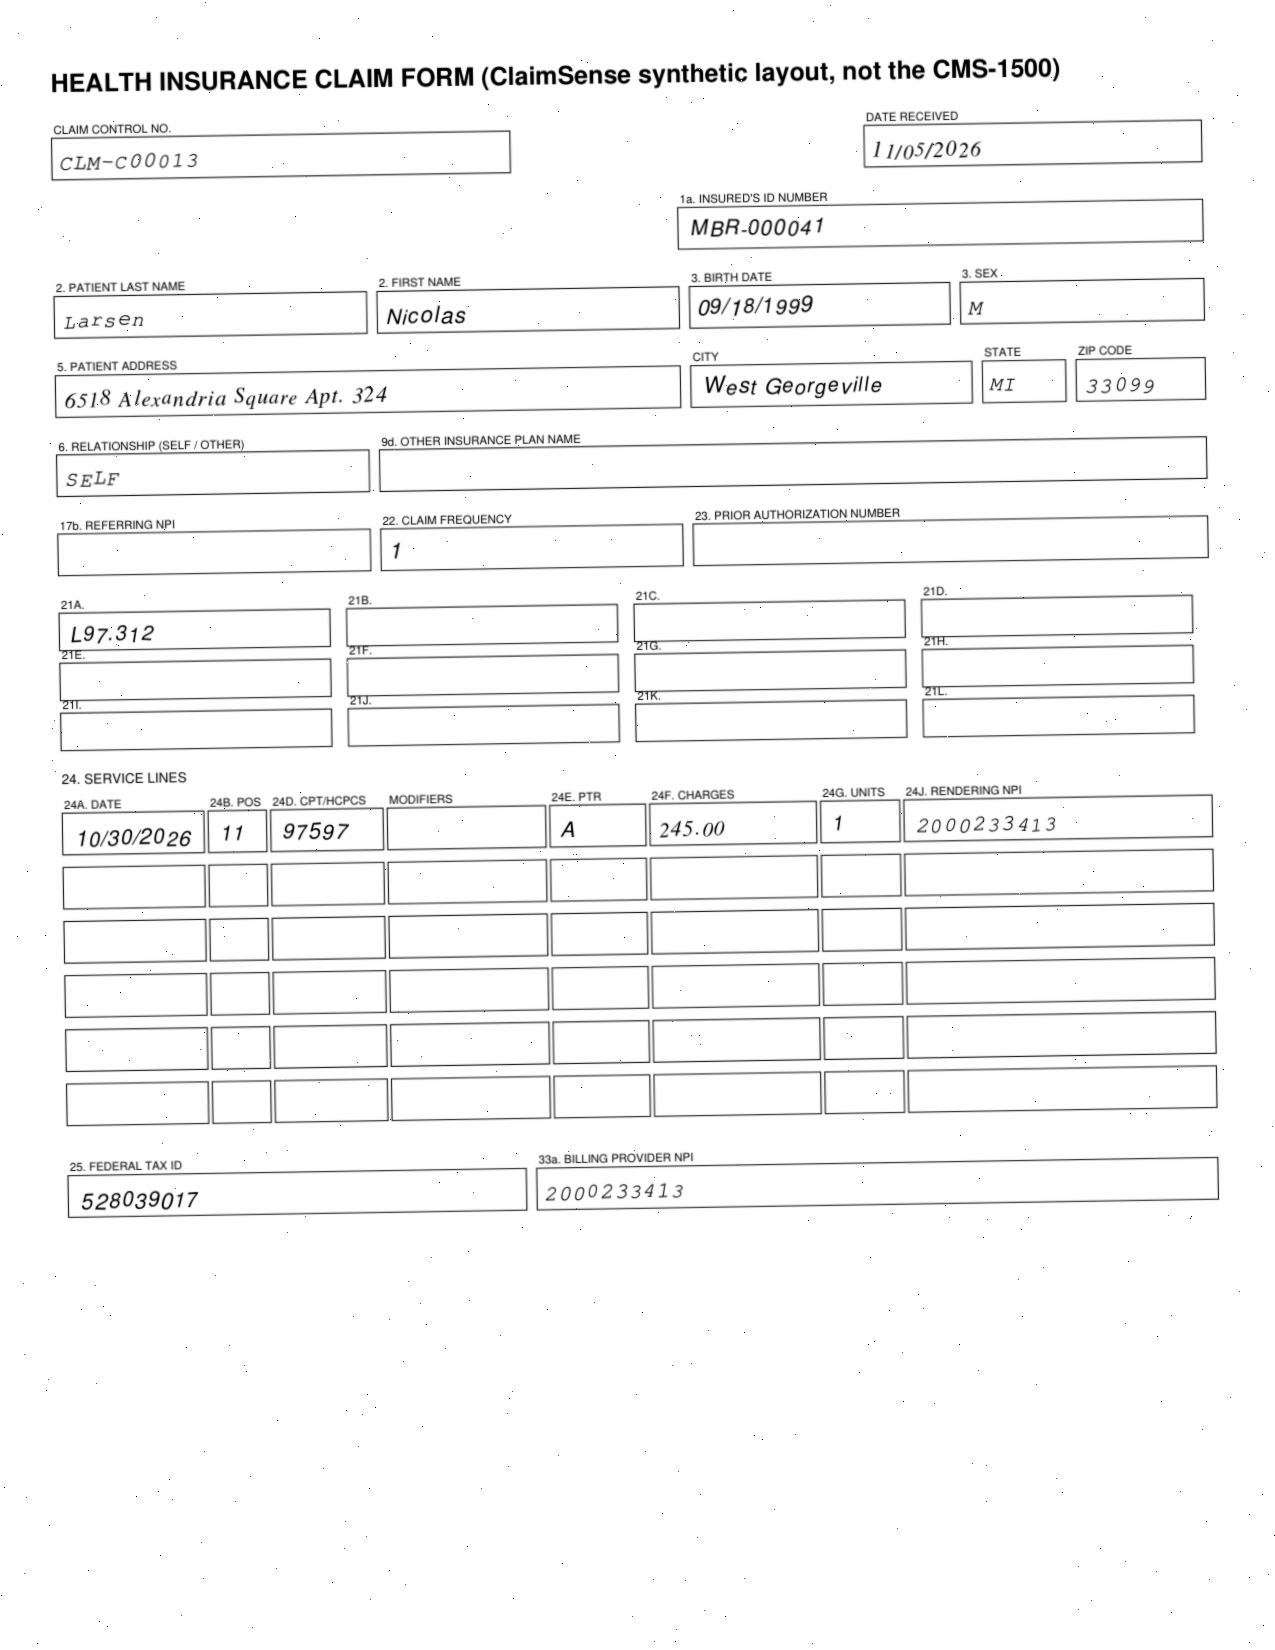 HEALTH INSURANCE CLAIM FORM (ClaimSense synthetic layout, not the CMS-1500)
CLAIM CONTROL NO. DATE RECEIVED
CLM-C00013 11/05/2026
1a. INSURED'S ID NUMBER
MBR-000041
2. PATIENT LAST NAME 2. FIRST NAME 3. BIRTH DATE 3. SEX
Larsen Nicolas 09/18/1999 M
5. PATIENT ADDRESS CITY STATE ZIP CODE
6518 Alexandria Square Apt. 324 West Georgeville MI 33099
6. RELATIONSHIP (SELF / OTHER) 9d. OTHER INSURANCE PLAN NAME
SELF
17b. REFERRING NPI 22. CLAIM FREQUENCY 23. PRIOR AUTHORIZATION NUMBER
1
21A. 21B. 21C. 21D.
L97.312
21E. 21F. 21G. 21H.
21I. 21J. 21K. 21L.
24. SERVICE LINES
24A. DATE 24B. POS 24D. CPT/HCPCS MODIFIERS 24E. PTR 24F. CHARGES 24G. UNITS 24J. RENDERING NPI
10/30/2026 11 97597 A 245.00 1 2000233413
25. FEDERAL TAX ID 33a. BILLING PROVIDER NPI
528039017 2000233413